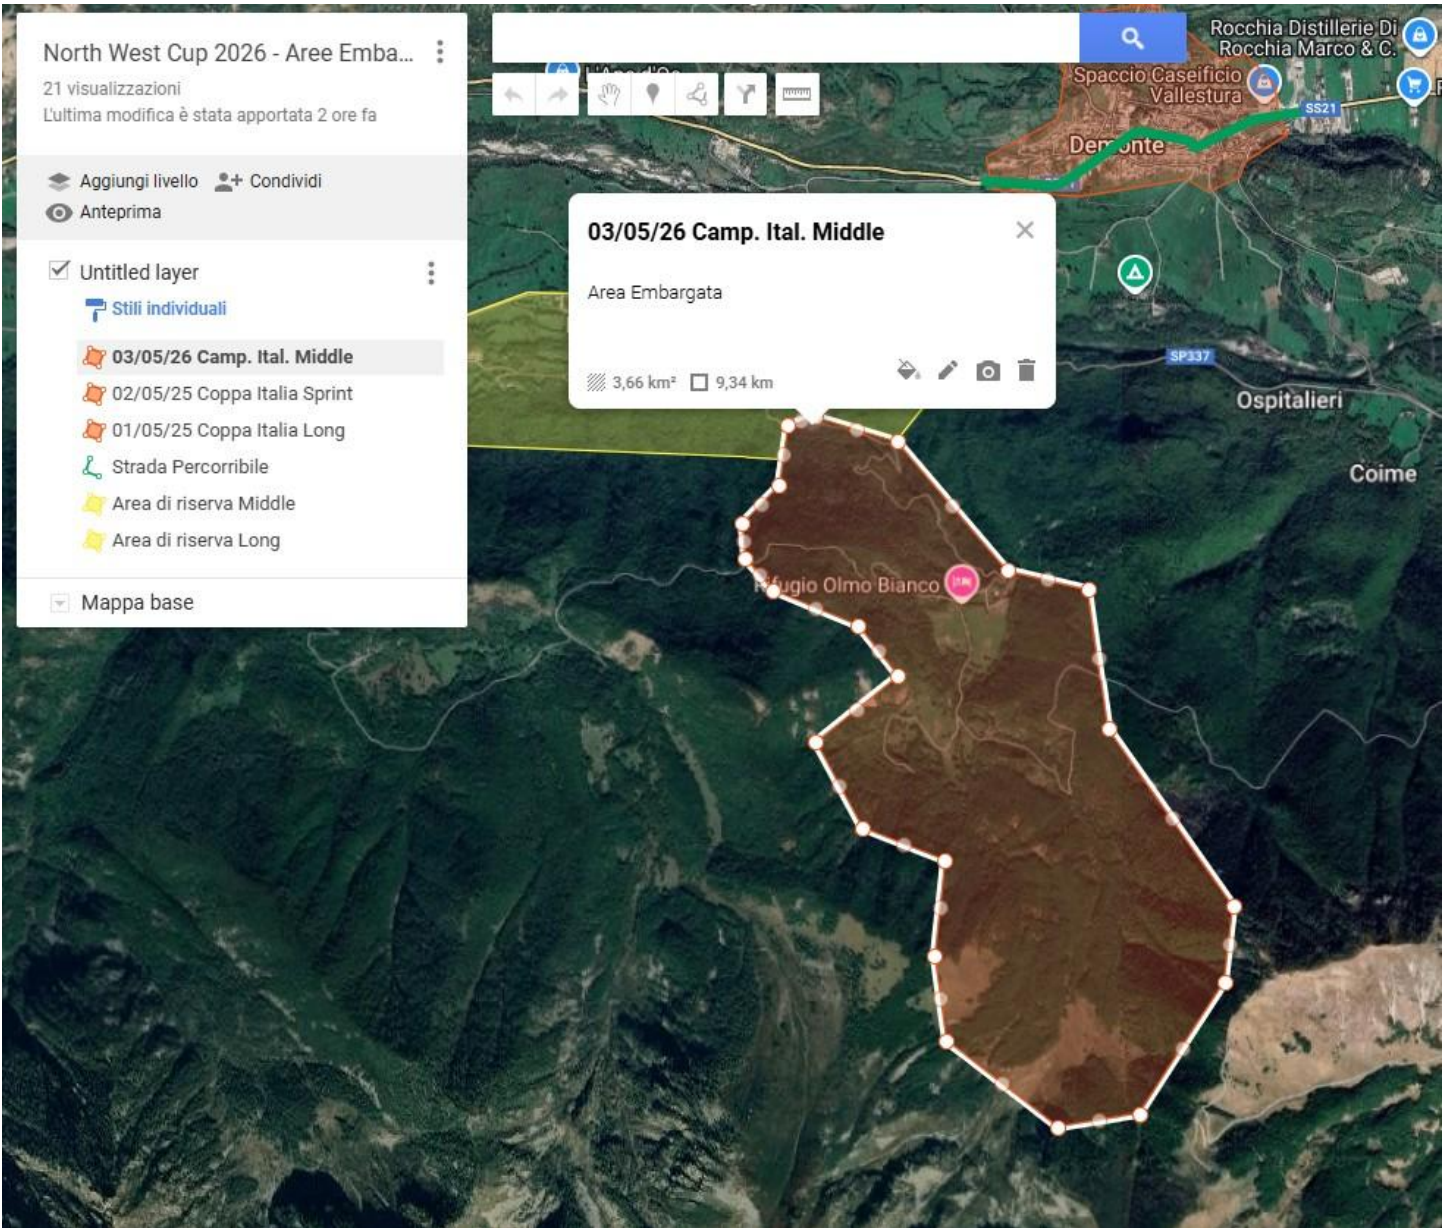 North West Cup 2026 - Aree Emba...
21 visualizzazioni
L'ultima modifica è stata apportata 2 ore fa
Aggiungi livello
Condividi
Anteprima
Untitled layer
Stili individuali
03/05/26 Camp. Ital. Middle
02/05/25 Coppa Italia Sprint
01/05/25 Coppa Italia Long
Strada Percorribile
Area di riserva Middle
Area di riserva Long
Mappa base
Rocchia Distillerie Di
Rocchia Marco & C.
Spaccio Caseificio
Vallestura
SS21
Demonte
03/05/26 Camp. Ital. Middle
Area Embargata
3,66 km²
9,34 km
SP337
Ospitalieri
Coime
Rifugio Olmo Bianco